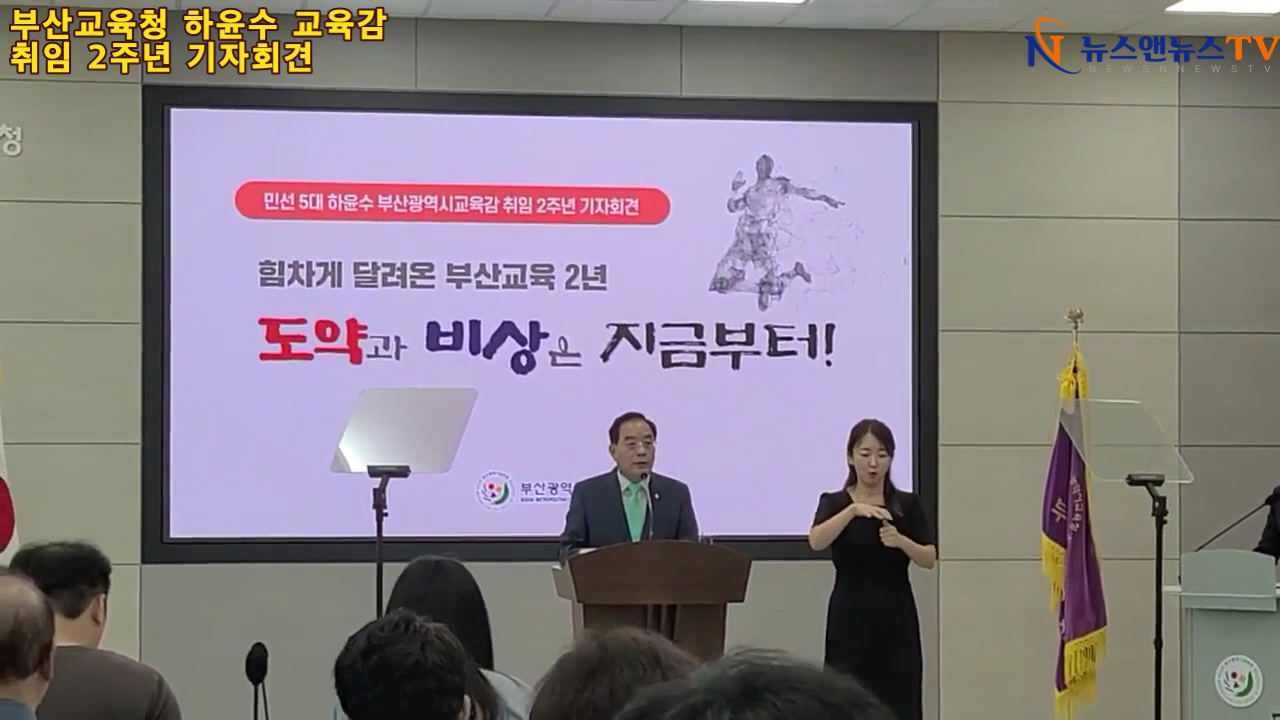 부산교육청 하윤수 교육감
취임 2주년 기자회견
뉴스앤뉴스TV
NEWSNNEWSTV
청
민선 5대 하윤수 부산광역시교육감 취임 2주년 기자회견
힘차게 달려온 부산교육 2년
도약과 비상은 지금부터!
부산광역
BUSAN METROPOLITAN